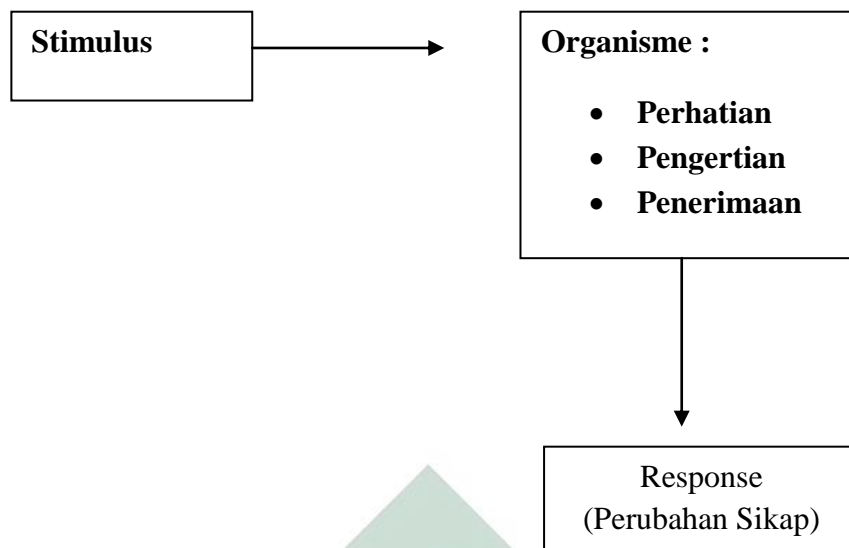 Stimulus
Organisme :
• Perhatian
• Pengertian
• Penerimaan
Response
(Perubahan Sikap)